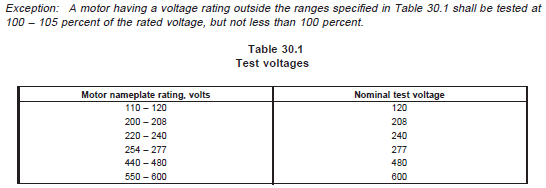 Exception: A motor having a voltage rating outside the ranges specified in Table 30.1 shall be tested at
100 – 105 percent of the rated voltage, but not less than 100 percent.
Table 30.1
Test voltages
Motor nameplate rating, volts Nominal test voltage
110 – 120 120
200 – 208 208
220 – 240 240
254 – 277 277
440 – 480 480
550 – 600 600